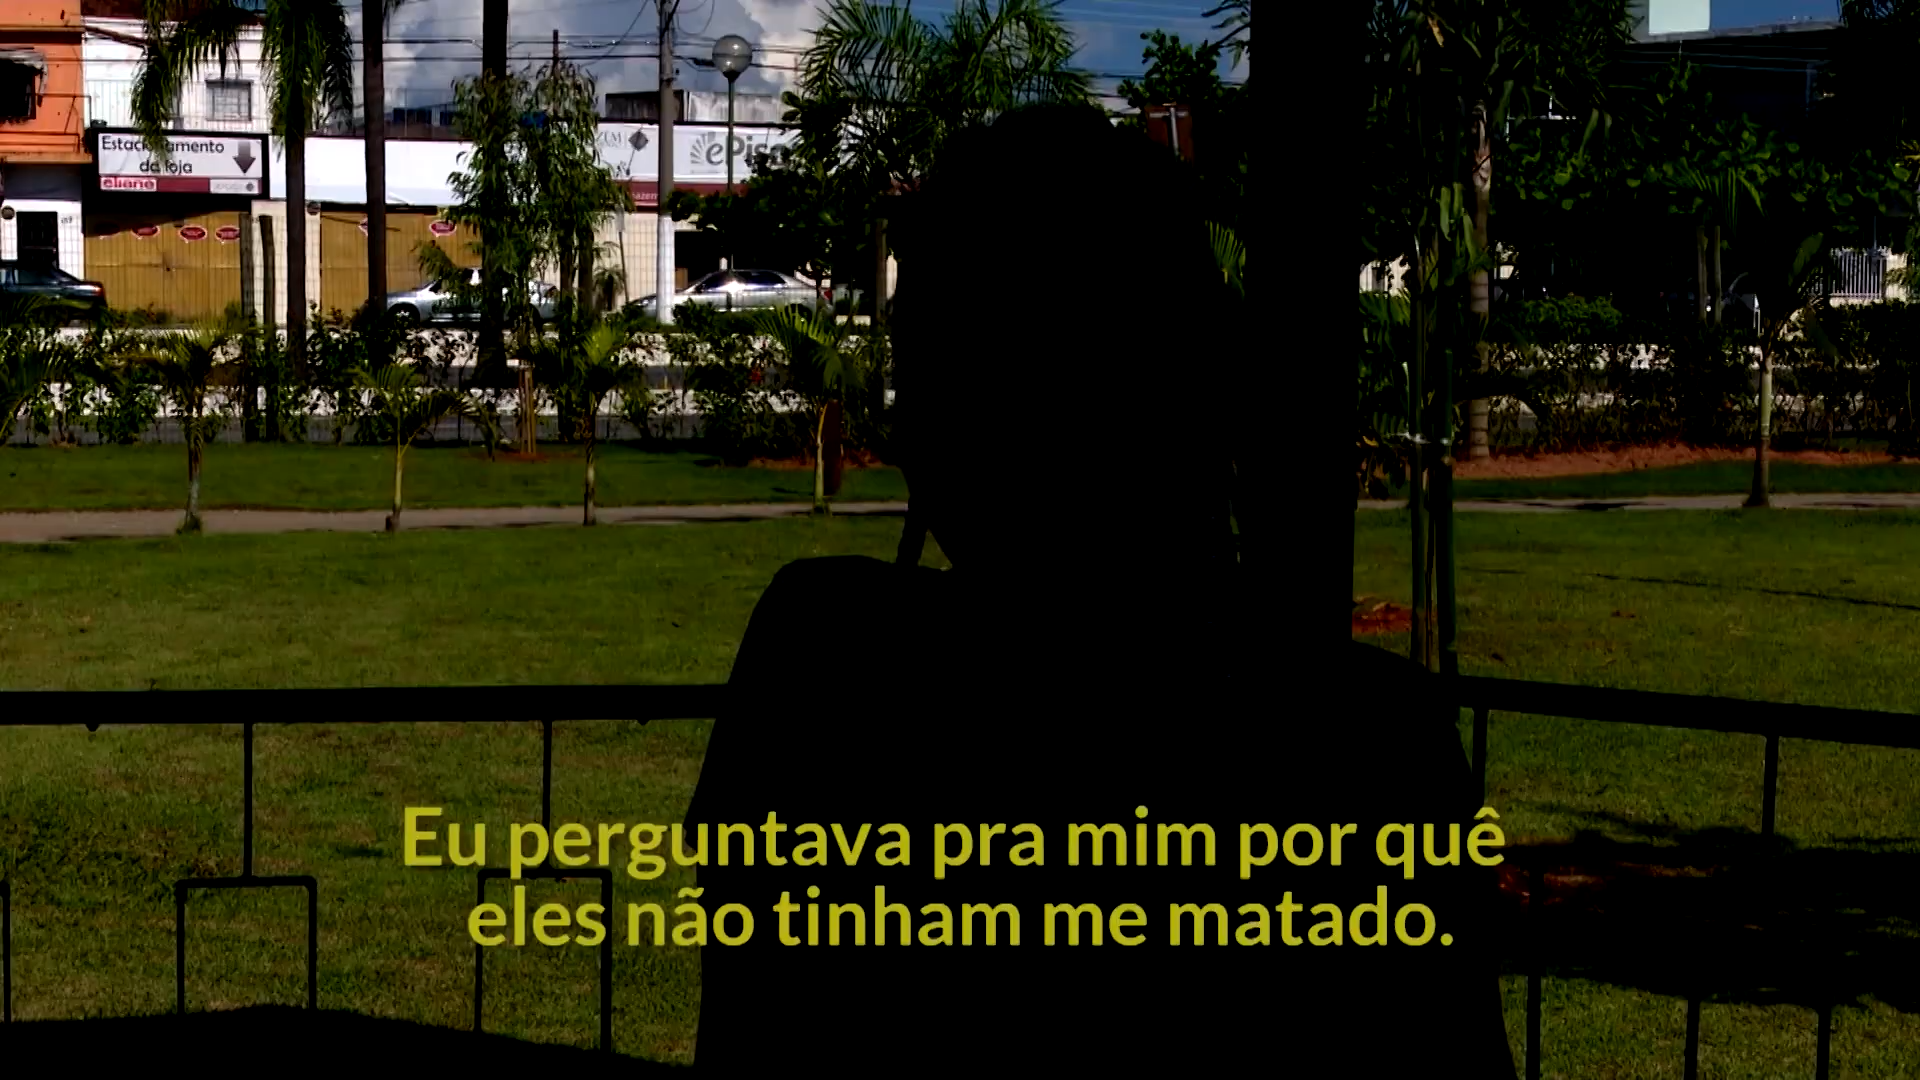 Estacionamento
da loja
eliane
ePiso
Eu perguntava pra mim por quê
eles não tinham me matado.